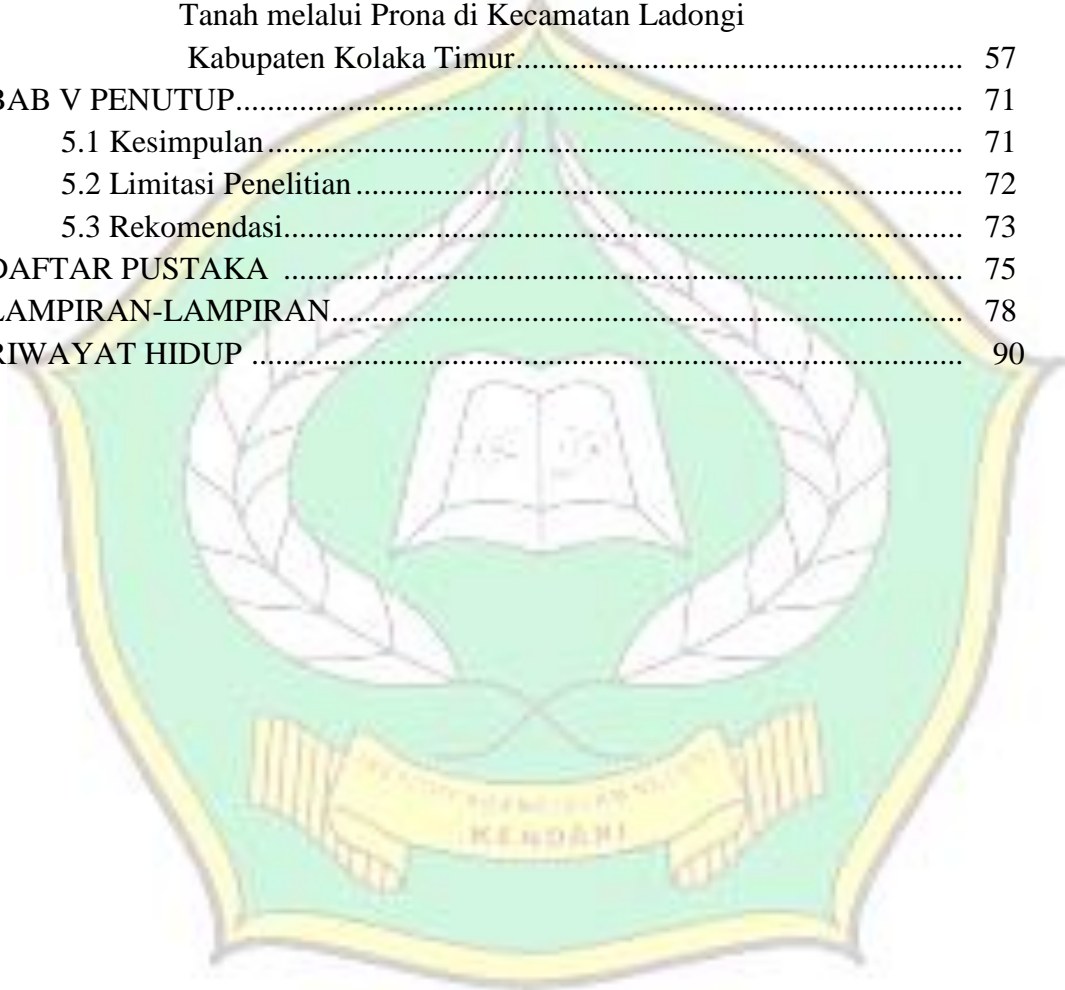 Tanah melalui Prona di Kecamatan Ladongi
Kabupaten Kolaka Timur.......................................................... 57
BAB V PENUTUP.................................................................................. 71
5.1 Kesimpulan.............................................................................. 71
5.2 Limitasi Penelitian................................................................... 72
5.3 Rekomendasi............................................................................ 73
DAFTAR PUSTAKA ............................................................................ 75
LAMPIRAN-LAMPIRAN...................................................................... 78
RIWAYAT HIDUP ................................................................................ 90
KENDARI